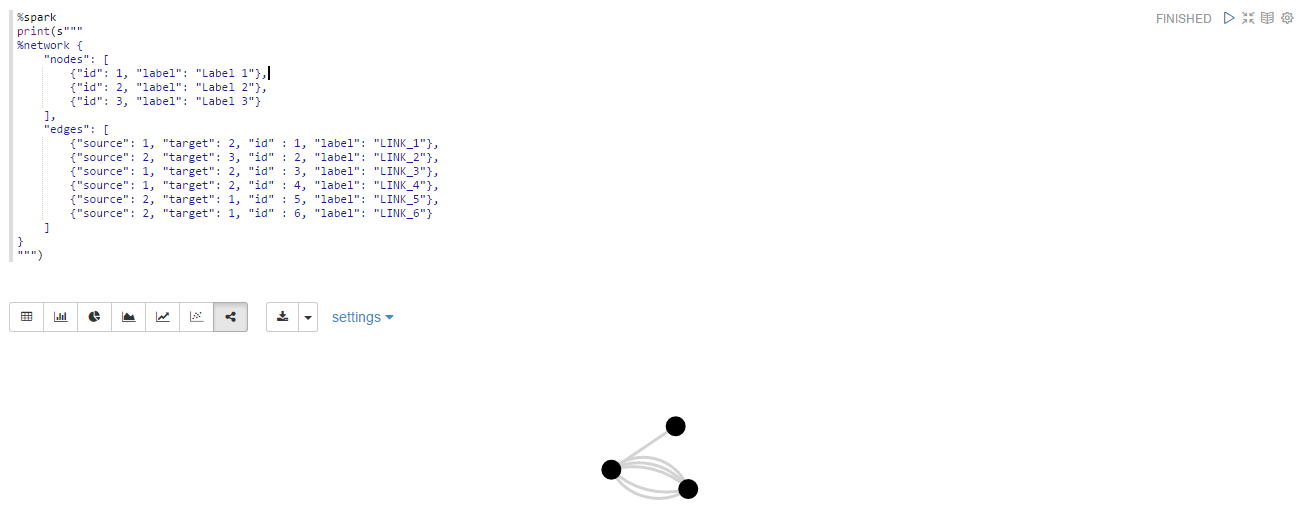 %spark
FINISHED
print(s"""
%network {
    "nodes": [
        {"id": 1, "label": "Label 1"},
        {"id": 2, "label": "Label 2"},
        {"id": 3, "label": "Label 3"}
    ],
    "edges": [
        {"source": 1, "target": 2, "id" : 1, "label": "LINK_1"},
        {"source": 2, "target": 3, "id" : 2, "label": "LINK_2"},
        {"source": 1, "target": 2, "id" : 3, "label": "LINK_3"},
        {"source": 1, "target": 2, "id" : 4, "label": "LINK_4"},
        {"source": 2, "target": 1, "id" : 5, "label": "LINK_5"},
        {"source": 2, "target": 1, "id" : 6, "label": "LINK_6"}
    ]
}
""")
settings